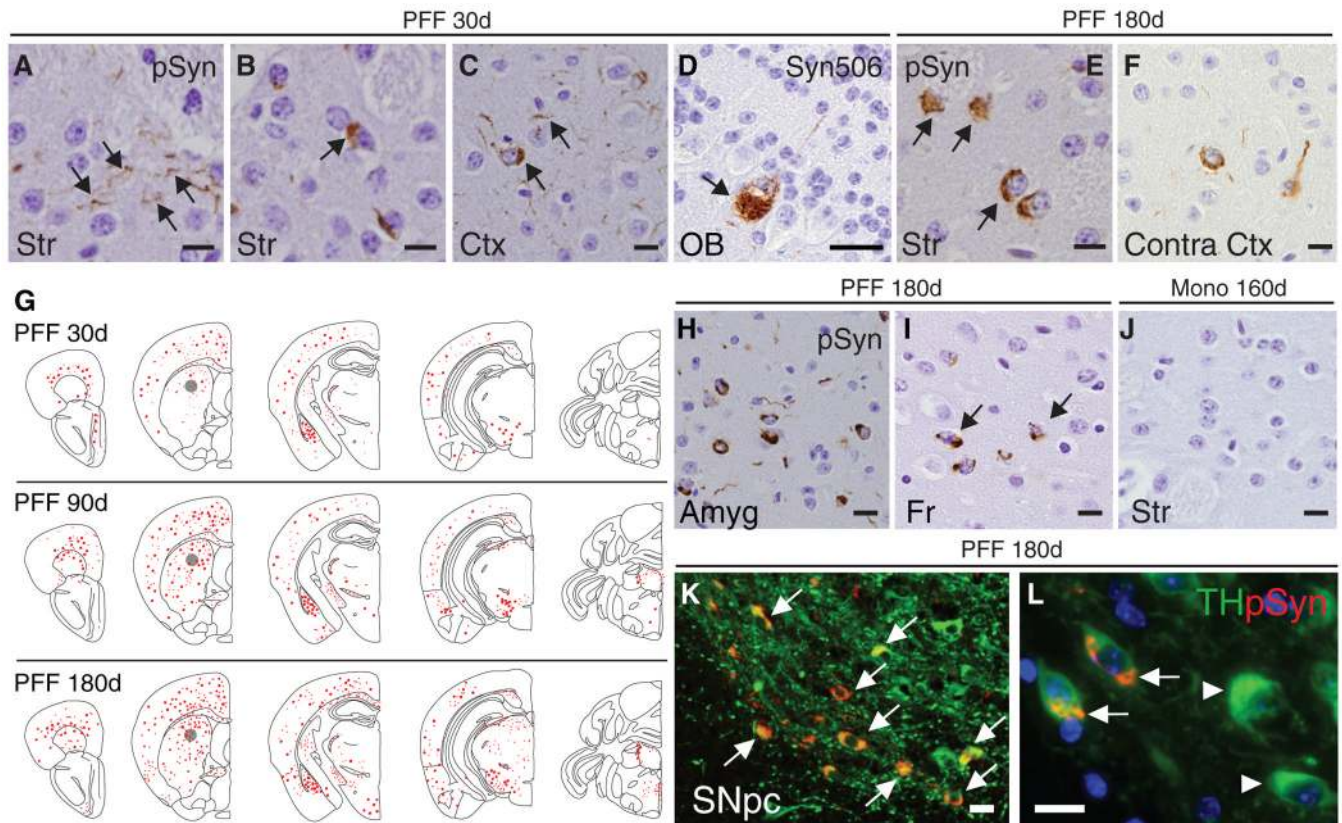 PFF 30d
PFF 180d
A pSyn
Str
B
Str
C
Ctx
D Syn506
OB
pSyn E
Str
F
Contra Ctx
G
PFF 30d
PFF 90d
PFF 180d
PFF 180d
Mono 160d
H pSyn
Amyg
I
Fr
J
Str
PFF 180d
K
SNpc
L THpSyn